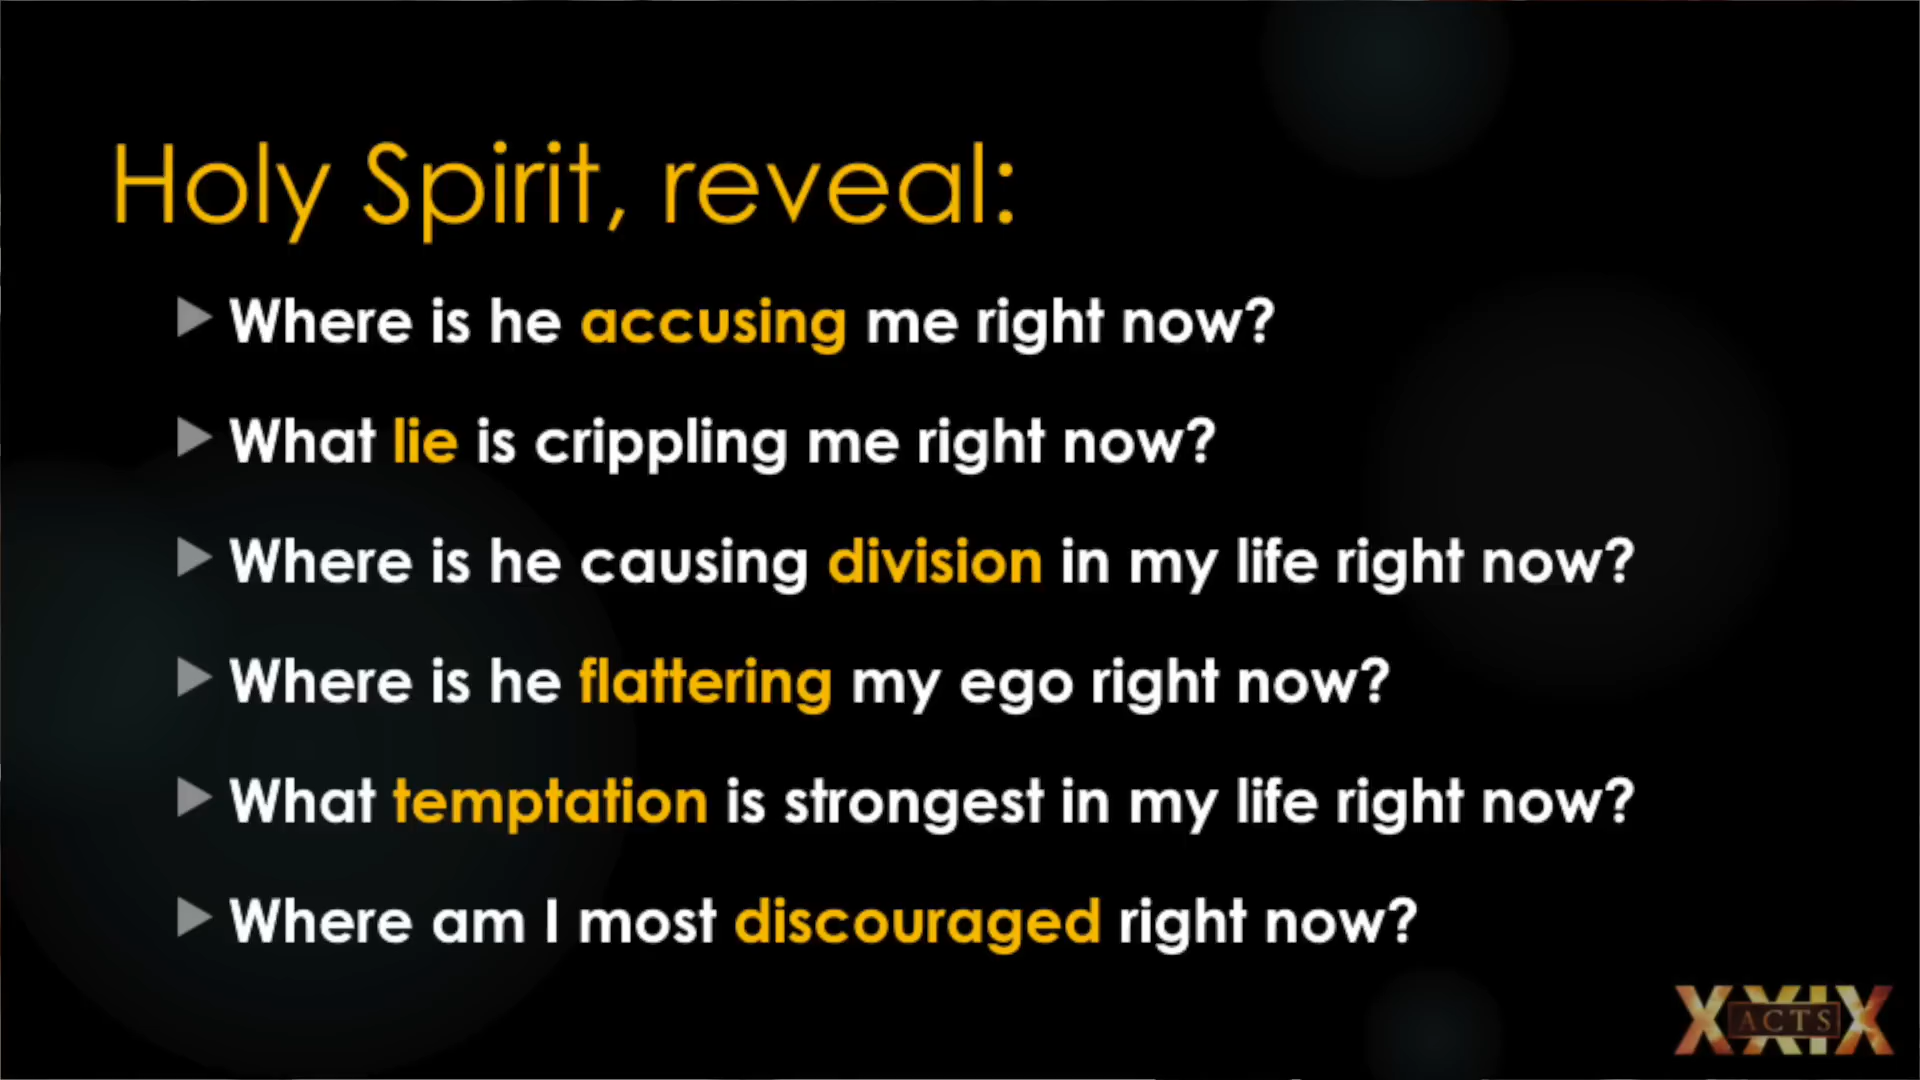 Holy Spirit, reveal:
Where is he accusing me right now?
What lie is crippling me right now?
Where is he causing division in my life right now?
Where is he flattering my ego right now?
What temptation is strongest in my life right now?
Where am I most discouraged right now?
XXIX
ACTS